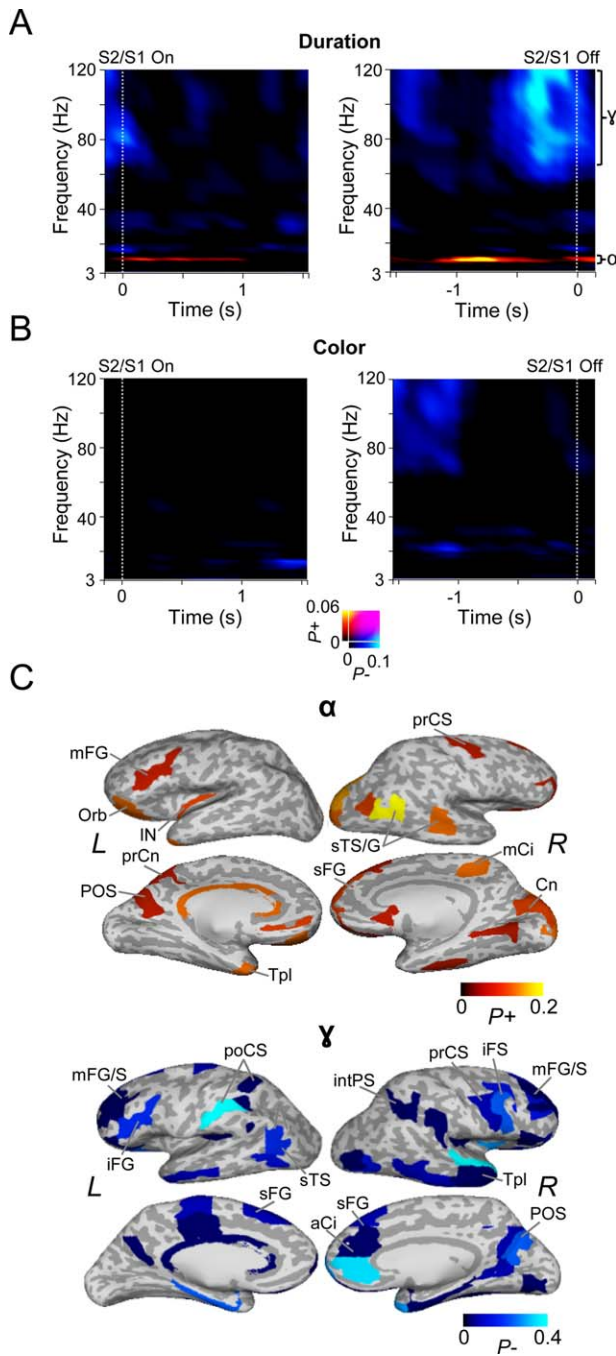 A
Duration
S2/S1 On
S2/S1 Off
120
80
40
3
Frequency (Hz)
0
1
Time (s)
Frequency (Hz)
120
80
40
3
-1
0
Time (s)
ɣ
α
B
Color
S2/S1 On
S2/S1 Off
120
80
40
3
Frequency (Hz)
0
1
Time (s)
Frequency (Hz)
120
80
40
3
-1
0
Time (s)
0.06
0
P+
0
0.1
P-
C
α
mFG
Orb
IN
L
prCn
POS
Tpl
prCS
sTS/G
R
sFG
mCi
Cn
0
0.2
P+
ɣ
poCS
mFG/S
iFG
sTS
L
sFG
prCS
iFS
intPS
mFG/S
Tpl
R
sFG
aCi
POS
0
0.4
P-